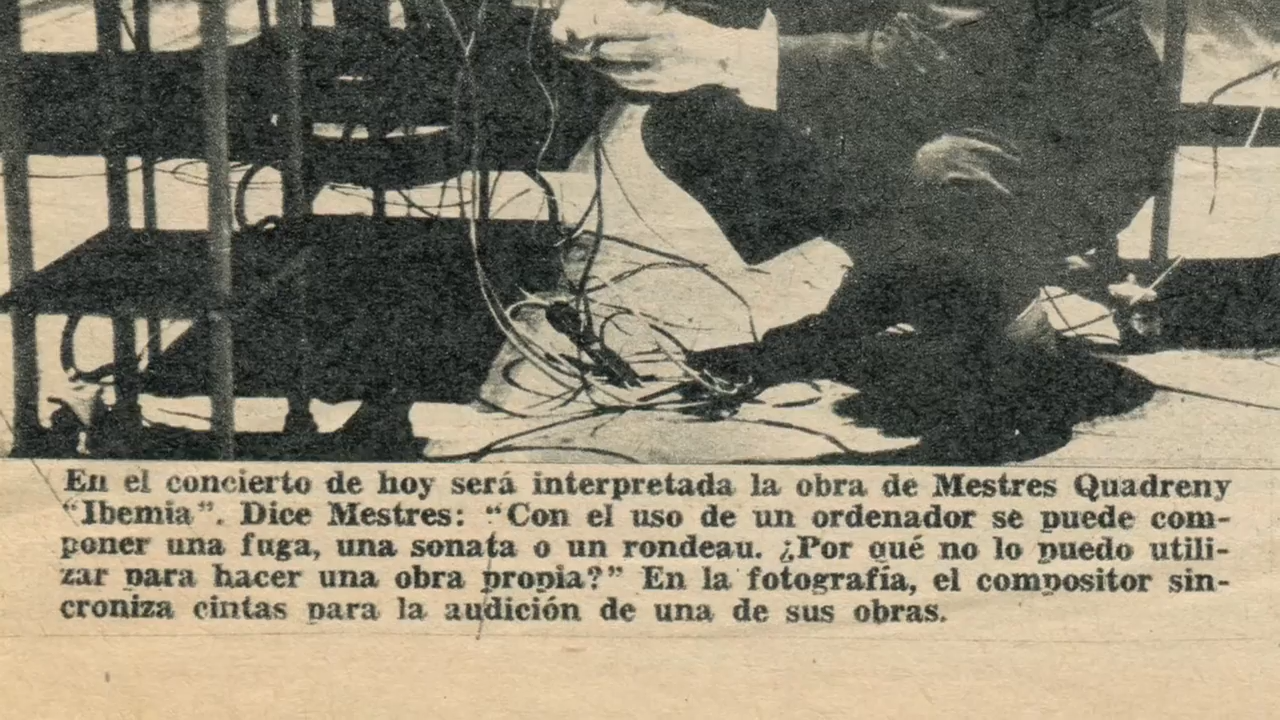 En el concierto de hoy será interpretada la obra de Mestres Quadreny
“Ibemia”. Dice Mestres: “Con el uso de un ordenador se puede com-
poner una fuga, una sonata o un rondeau. ¿Por qué no lo puedo utili-
zar para hacer una obra propia?” En la fotografía, el compositor sin-
croniza cintas para la audición de una de sus obras.